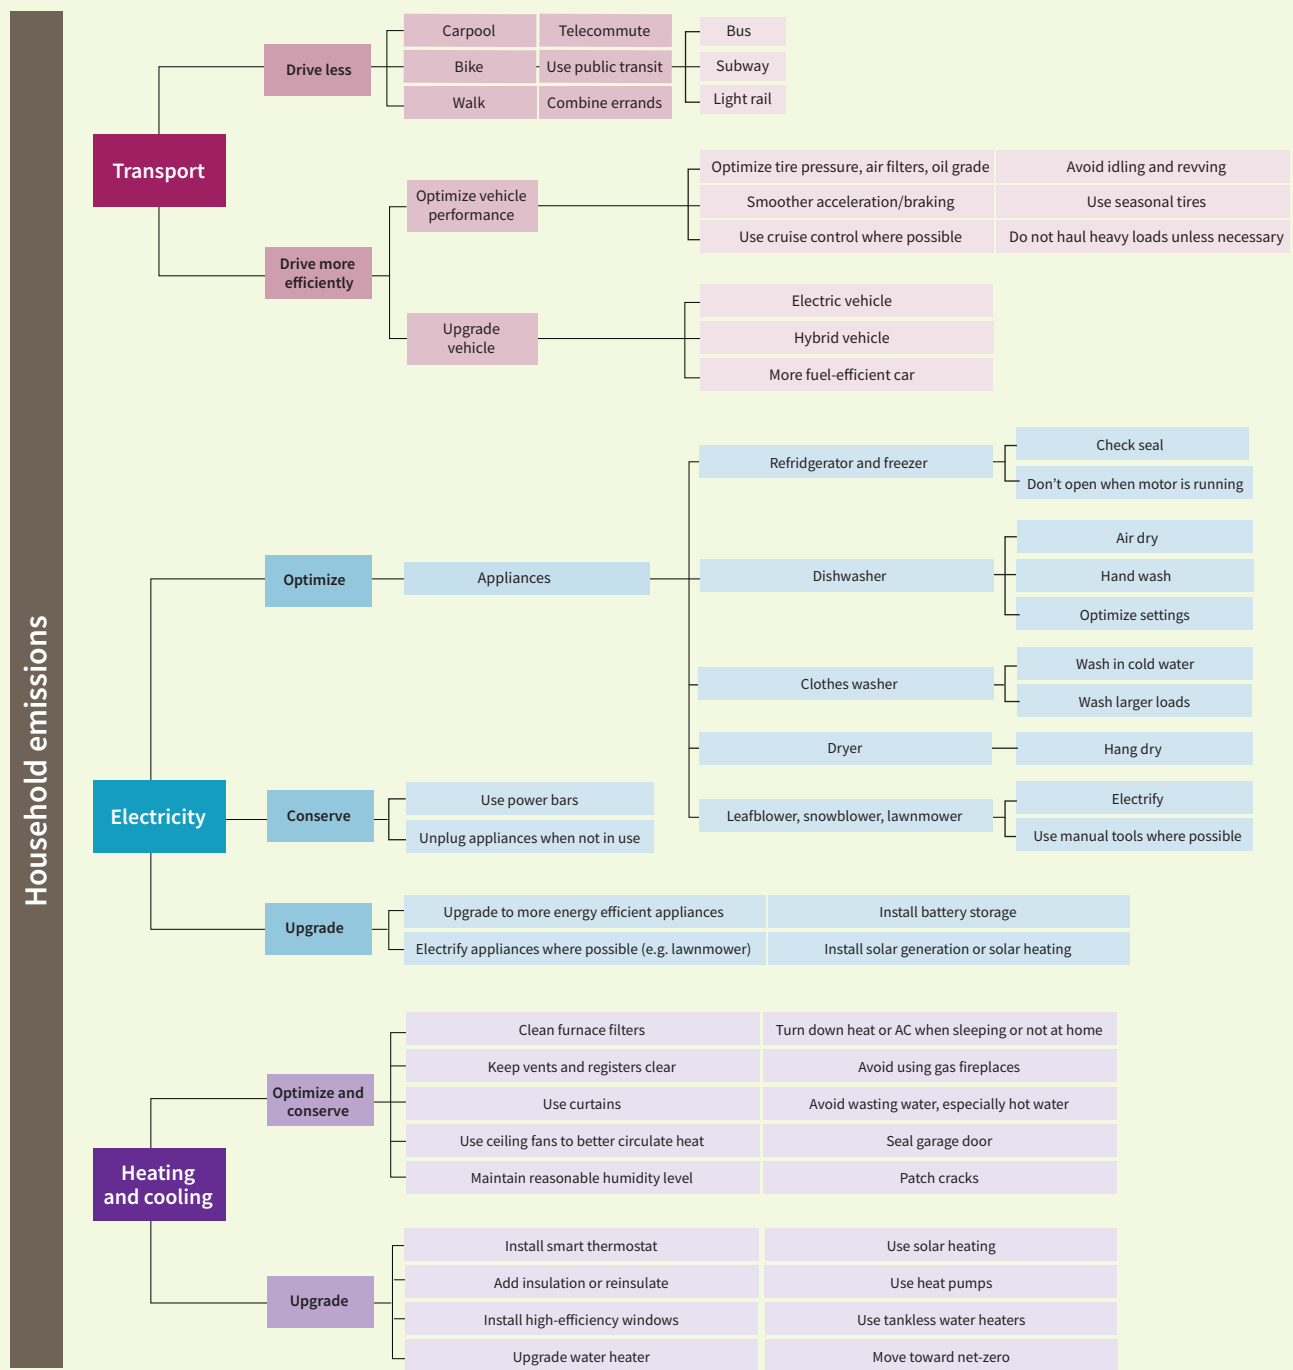 Household emissions
Transport
Drive less
Carpool
Telecommute
Bike
Use public transit
Walk
Combine errands
Bus
Subway
Light rail
Drive more
efficiently
Optimize vehicle
performance
Optimize tire pressure, air filters, oil grade
Avoid idling and revving
Smoother acceleration/braking
Use seasonal tires
Use cruise control where possible
Do not haul heavy loads unless necessary
Upgrade
vehicle
Electric vehicle
Hybrid vehicle
More fuel-efficient car
Electricity
Optimize
Appliances
Refridgerator and freezer
Check seal
Don’t open when motor is running
Dishwasher
Air dry
Hand wash
Optimize settings
Clothes washer
Wash in cold water
Wash larger loads
Dryer
Hang dry
Leafblower, snowblower, lawnmower
Electrify
Use manual tools where possible
Conserve
Use power bars
Unplug appliances when not in use
Upgrade
Upgrade to more energy efficient appliances
Install battery storage
Electrify appliances where possible (e.g. lawnmower)
Install solar generation or solar heating
Heating
and cooling
Optimize and
conserve
Clean furnace filters
Turn down heat or AC when sleeping or not at home
Keep vents and registers clear
Avoid using gas fireplaces
Use curtains
Avoid wasting water, especially hot water
Use ceiling fans to better circulate heat
Seal garage door
Maintain reasonable humidity level
Patch cracks
Upgrade
Install smart thermostat
Use solar heating
Add insulation or reinsulate
Use heat pumps
Install high-efficiency windows
Use tankless water heaters
Upgrade water heater
Move toward net-zero